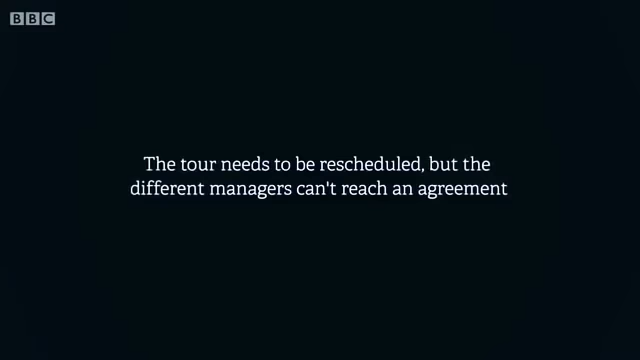 BBC
The tour needs to be rescheduled, but the
different managers can't reach an agreement